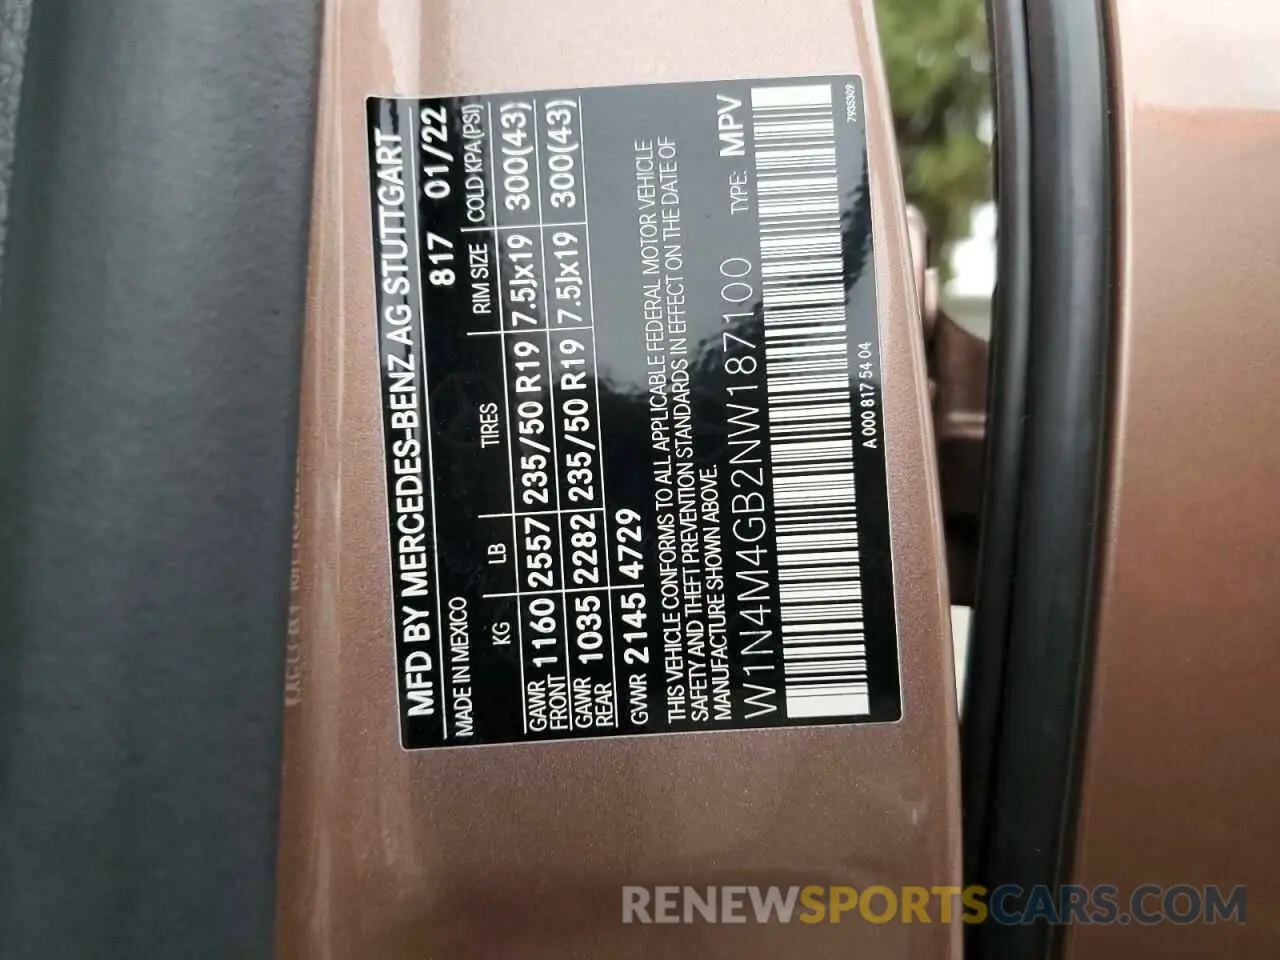 MFD BY MERCEDES-BENZ AG STUTTGART
MADE IN MEXICO 817 01/22
KG LB TIRES RIM SIZE COLD KPA(PSI)
GAWR FRONT 1160 2557 235/50 R19 7.5Jx19 300(43)
GAWR REAR 1035 2282 235/50 R19 7.5Jx19 300(43)
GVWR 2145 4729
THIS VEHICLE CONFORMS TO ALL APPLICABLE FEDERAL MOTOR VEHICLE
SAFETY AND THEFT PREVENTION STANDARDS IN EFFECT ON THE DATE OF
MANUFACTURE SHOWN ABOVE.
W1N4M4GB2NW187100 TYPE: MPV
A 000 817 54 04 7935309
RENEWSPORTSCARS.COM